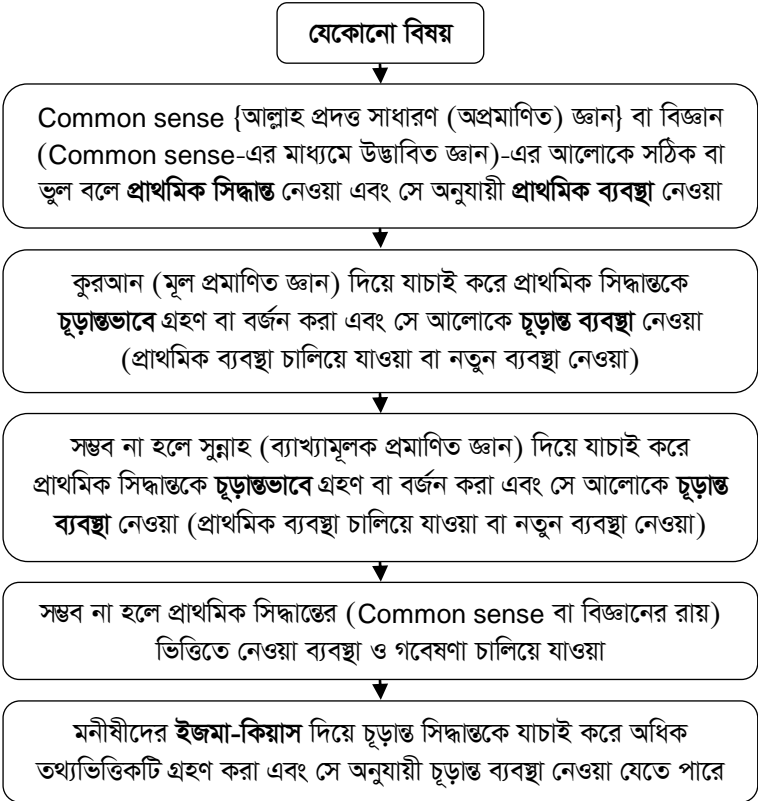 যেকোনো বিষয়
Common sense {আল্লাহ প্রদত্ত সাধারণ (অপ্রমাণিত) জ্ঞান} বা বিজ্ঞান
(Common sense-এর মাধ্যমে উদ্ভাবিত জ্ঞান)-এর আলোকে সঠিক বা
ভুল বলে প্রাথমিক সিদ্ধান্ত নেওয়া এবং সে অনুযায়ী প্রাথমিক ব্যবস্থা নেওয়া
কুরআন (মূল প্রমাণিত জ্ঞান) দিয়ে যাচাই করে প্রাথমিক সিদ্ধান্তকে
চূড়ান্তভাবে গ্রহণ বা বর্জন করা এবং সে আলোকে চূড়ান্ত ব্যবস্থা নেওয়া
(প্রাথমিক ব্যবস্থা চালিয়ে যাওয়া বা নতুন ব্যবস্থা নেওয়া)
সম্ভব না হলে সুন্নাহ (ব্যাখ্যামূলক প্রমাণিত জ্ঞান) দিয়ে যাচাই করে
প্রাথমিক সিদ্ধান্তকে চূড়ান্তভাবে গ্রহণ বা বর্জন করা এবং সে আলোকে চূড়ান্ত
ব্যবস্থা নেওয়া (প্রাথমিক ব্যবস্থা চালিয়ে যাওয়া বা নতুন ব্যবস্থা নেওয়া)
সম্ভব না হলে প্রাথমিক সিদ্ধান্তের (Common sense বা বিজ্ঞানের রায়)
ভিত্তিতে নেওয়া ব্যবস্থা ও গবেষণা চালিয়ে যাওয়া
মনীষীদের ইজমা-কিয়াস দিয়ে চূড়ান্ত সিদ্ধান্তকে যাচাই করে অধিক
তথ্যভিত্তিকটি গ্রহণ করা এবং সে অনুযায়ী চূড়ান্ত ব্যবস্থা নেওয়া যেতে পারে